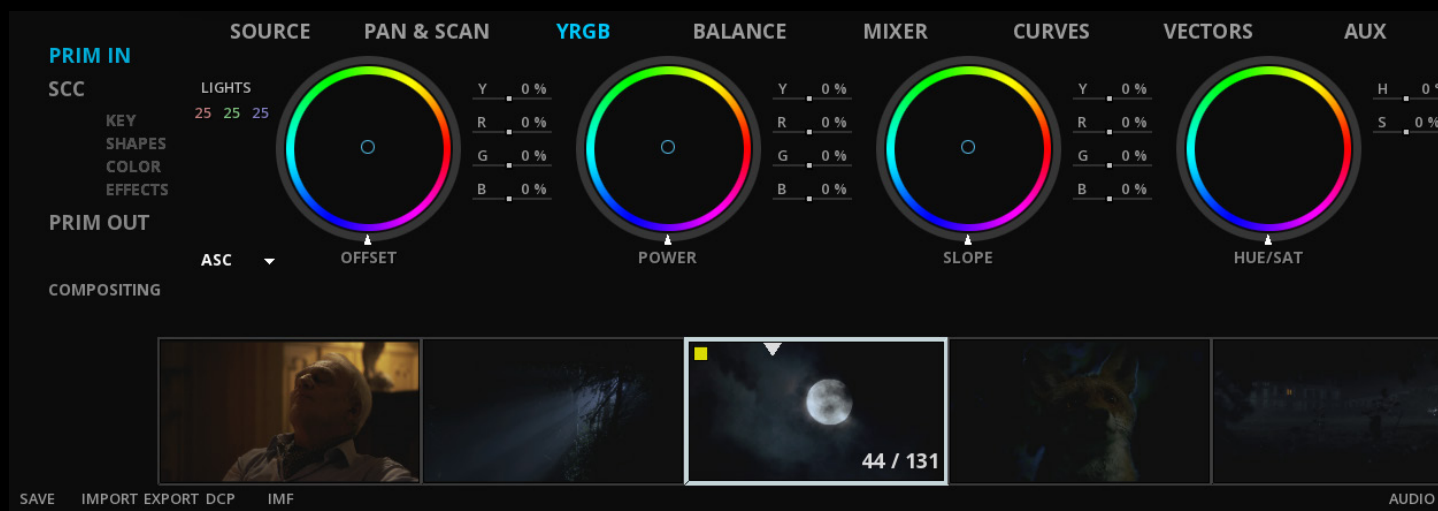 SOURCE PAN & SCAN YRGB BALANCE MIXER CURVES VECTORS AUX
PRIM IN
SCC
KEY
SHAPES
COLOR
EFFECTS
PRIM OUT
COMPOSITING
LIGHTS
25 25 25
ASC
Y 0 %
R 0 %
G 0 %
B 0 %
OFFSET
Y 0 %
R 0 %
G 0 %
B 0 %
POWER
Y 0 %
R 0 %
G 0 %
B 0 %
SLOPE
H 0 %
S 0 %
HUE/SAT
44 / 131
SAVE IMPORT EXPORT DCP IMF AUDIO